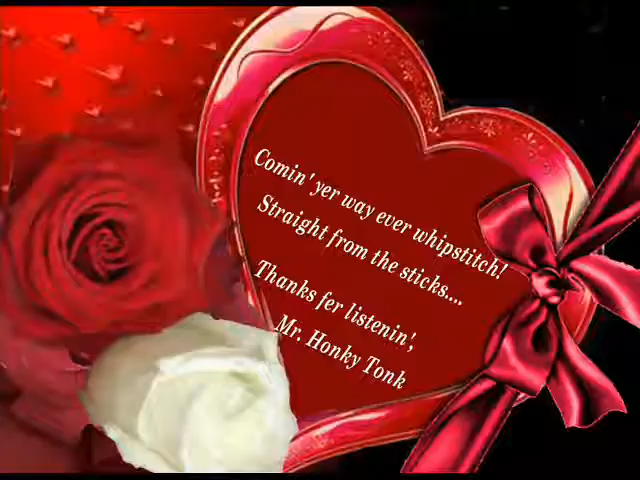 Comin' yer way ever whipstitch!
Straight from the sticks....
Thanks fer listenin',
Mr. Honky Tonk